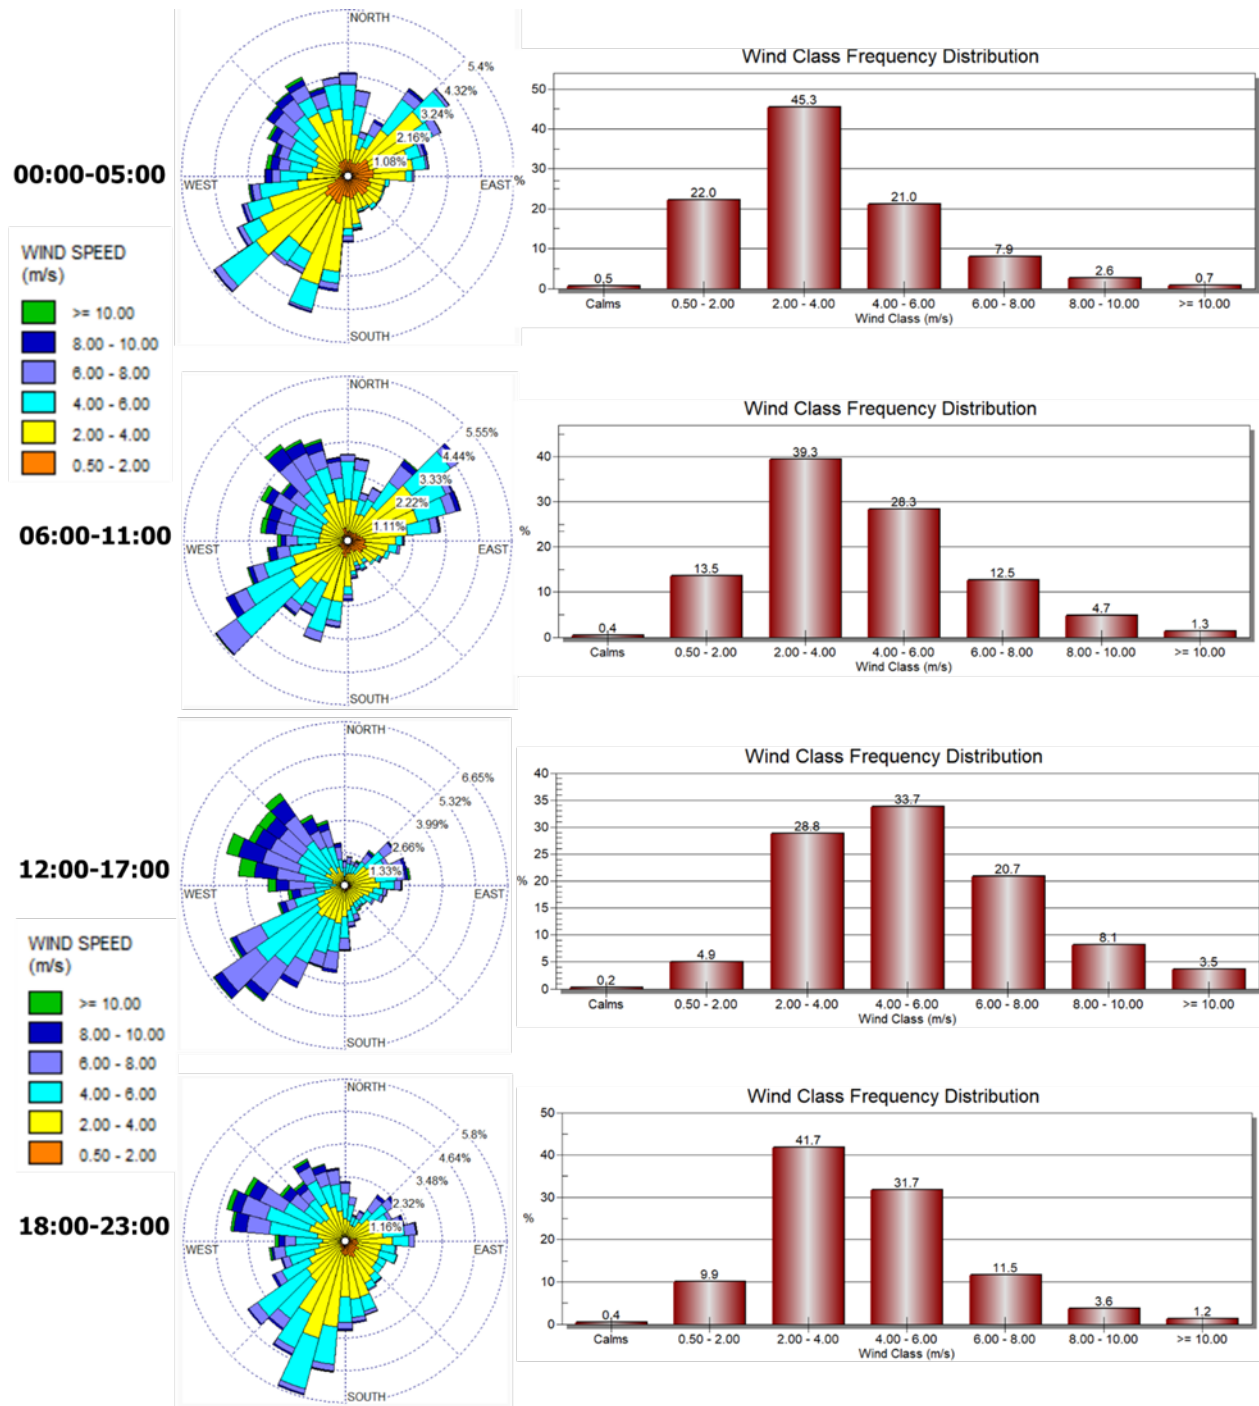 00:00-05:00
NORTH
5.4%
4.32%
3.24%
2.16%
1.08%
WEST
EAST
SOUTH
Wind Class Frequency Distribution
%
50
40
30
20
10
0
0.5
22.0
45.3
21.0
7.9
2.6
0.7
Calms
0.50 - 2.00
2.00 - 4.00
4.00 - 6.00
6.00 - 8.00
8.00 - 10.00
>= 10.00
Wind Class (m/s)
WIND SPEED
(m/s)
>= 10.00
8.00 - 10.00
6.00 - 8.00
4.00 - 6.00
2.00 - 4.00
0.50 - 2.00
06:00-11:00
NORTH
5.55%
4.44%
3.33%
2.22%
1.11%
WEST
EAST
SOUTH
Wind Class Frequency Distribution
%
40
30
20
10
0
0.4
13.5
39.3
28.3
12.5
4.7
1.3
Calms
0.50 - 2.00
2.00 - 4.00
4.00 - 6.00
6.00 - 8.00
8.00 - 10.00
>= 10.00
Wind Class (m/s)
12:00-17:00
NORTH
6.65%
5.32%
3.99%
2.66%
1.33%
WEST
EAST
SOUTH
Wind Class Frequency Distribution
%
40
35
30
25
20
15
10
5
0
0.2
4.9
28.8
33.7
20.7
8.1
3.5
Calms
0.50 - 2.00
2.00 - 4.00
4.00 - 6.00
6.00 - 8.00
8.00 - 10.00
>= 10.00
Wind Class (m/s)
WIND SPEED
(m/s)
>= 10.00
8.00 - 10.00
6.00 - 8.00
4.00 - 6.00
2.00 - 4.00
0.50 - 2.00
18:00-23:00
NORTH
5.8%
4.64%
3.48%
2.32%
1.16%
WEST
EAST
SOUTH
Wind Class Frequency Distribution
%
50
40
30
20
10
0
0.4
9.9
41.7
31.7
11.5
3.6
1.2
Calms
0.50 - 2.00
2.00 - 4.00
4.00 - 6.00
6.00 - 8.00
8.00 - 10.00
>= 10.00
Wind Class (m/s)